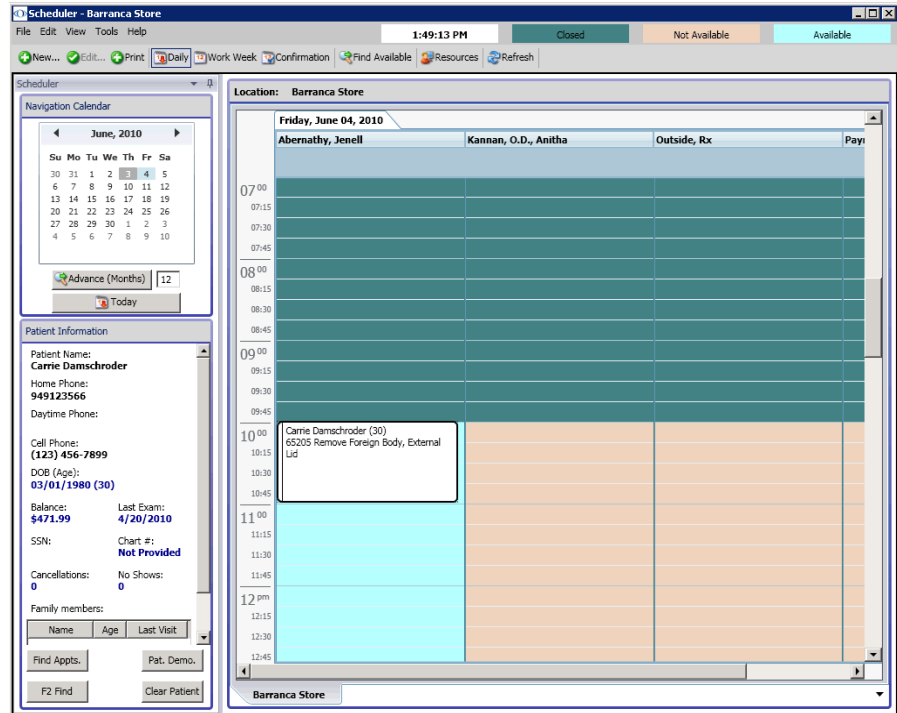 Scheduler - Barranca Store
File Edit View Tools Help
1:49:13 PM
Closed
Not Available
Available
New... Edit... Print Daily Work Week Confirmation Find Available Resources Refresh
Scheduler
Navigation Calendar
June, 2010
Su Mo Tu We Th Fr Sa
30 31 1 2 3 4 5
6 7 8 9 10 11 12
13 14 15 16 17 18 19
20 21 22 23 24 25 26
27 28 29 30 1 2 3
4 5 6 7 8 9 10
Advance (Months) 12
Today
Patient Information
Patient Name:
Carrie Damschroder
Home Phone:
949123566
Daytime Phone:
Cell Phone:
(123) 456-7899
DOB (Age):
03/01/1980 (30)
Balance: Last Exam:
$471.99 4/20/2010
SSN: Chart #:
Not Provided
Cancellations: No Shows:
0 0
Family members:
Name Age Last Visit
Find Appts. Pat. Demo.
F2 Find Clear Patient
Location: Barranca Store
Friday, June 04, 2010
Abernathy, Jenell Kannan, O.D., Anitha Outside, Rx
07 00
07:15
07:30
07:45
08 00
08:15
08:30
08:45
09 00
09:15
09:30
09:45
10 00
10:15
10:30
10:45
11 00
11:15
11:30
11:45
12 pm
12:15
12:30
12:45
Carrie Damschroder (30)
65205 Remove Foreign Body, External
Lid
Barranca Store